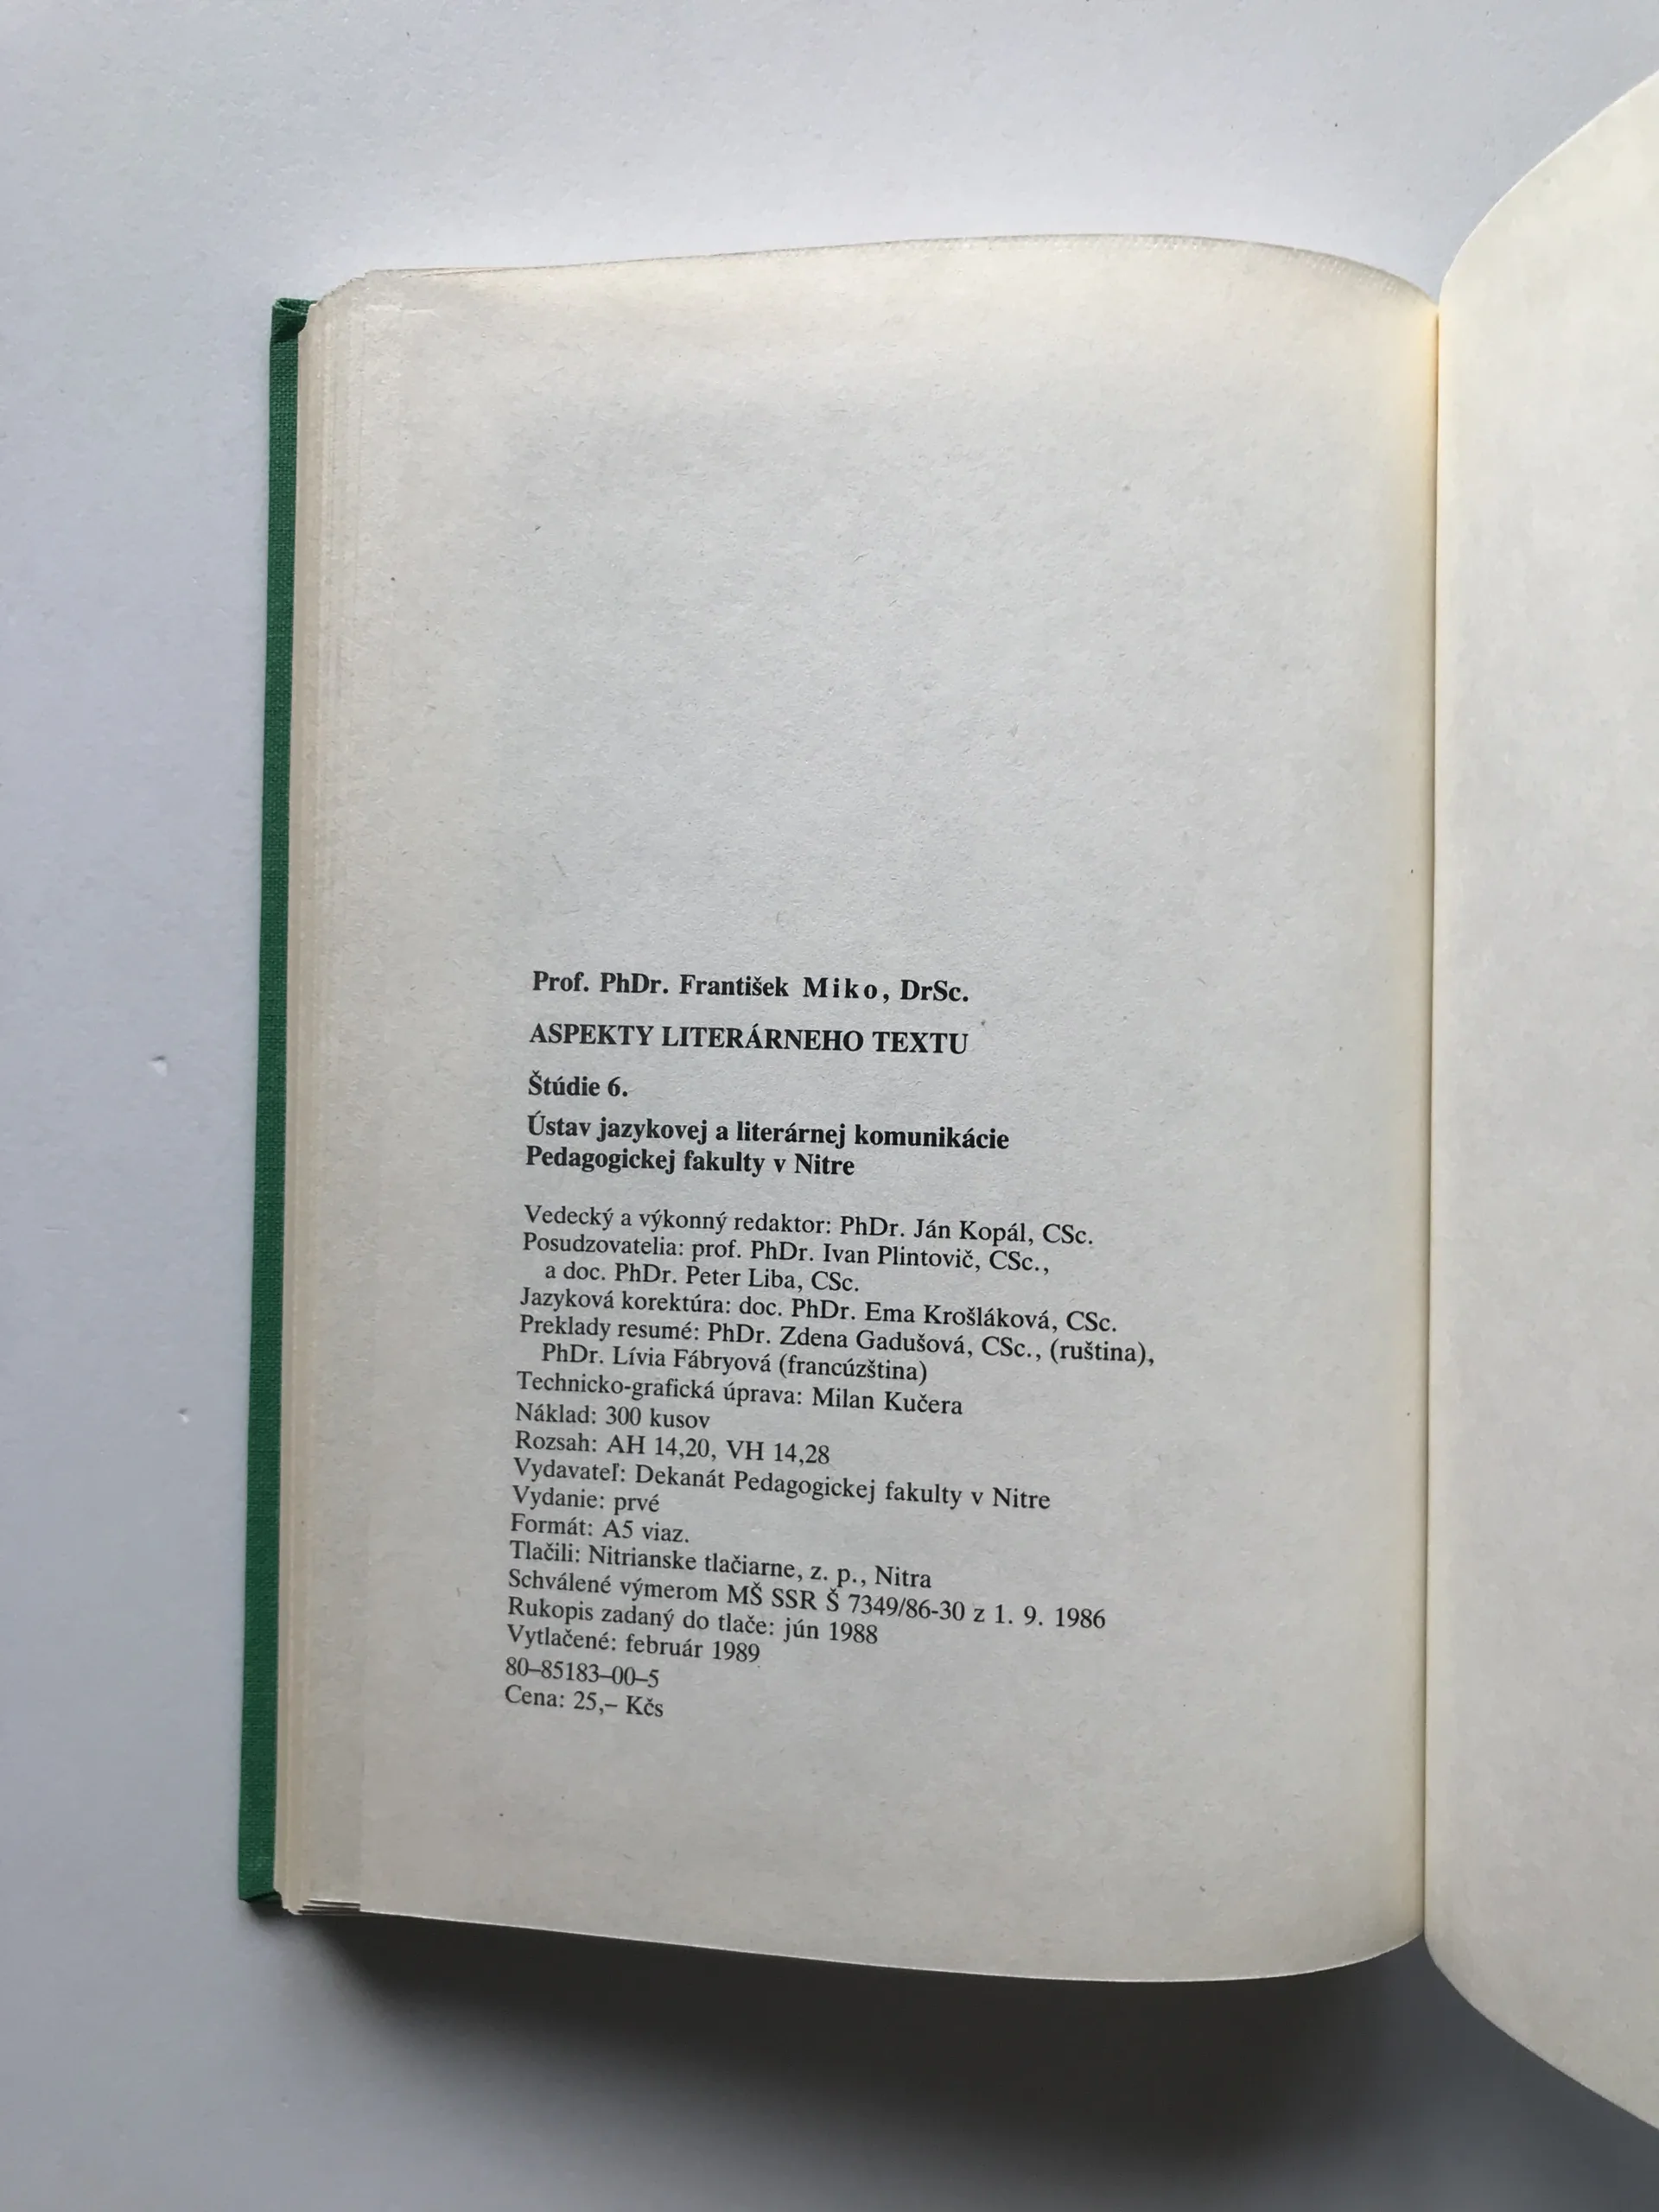 Prof. PhDr. František Miko, DrSc.
ASPEKTY LITERÁRNEHO TEXTU
Štúdie 6.
Ústav jazykovej a literárnej komunikácie
Pedagogickej fakulty v Nitre
Vedecký a výkonný redaktor: PhDr. Ján Kopál, CSc.
Posudzovatelia: prof. PhDr. Ivan Plintovič, CSc.,
a doc. PhDr. Peter Liba, CSc.
Jazyková korektúra: doc. PhDr. Ema Krošláková, CSc.
Preklady resumé: PhDr. Zdena Gadušová, CSc., (ruština),
PhDr. Lívia Fábryová (francúzština)
Technicko-grafická úprava: Milan Kučera
Náklad: 300 kusov
Rozsah: AH 14,20, VH 14,28
Vydavateľ: Dekanát Pedagogickej fakulty v Nitre
Vydanie: prvé
Formát: A5 viaz.
Tlačili: Nitrianske tlačiarne, z. p., Nitra
Schválené výmerom MŠ SSR Š 7349/86-30 z 1. 9. 1986
Rukopis zadaný do tlače: jún 1988
Vytlačené: február 1989
80–85183–00–5
Cena: 25,– Kčs